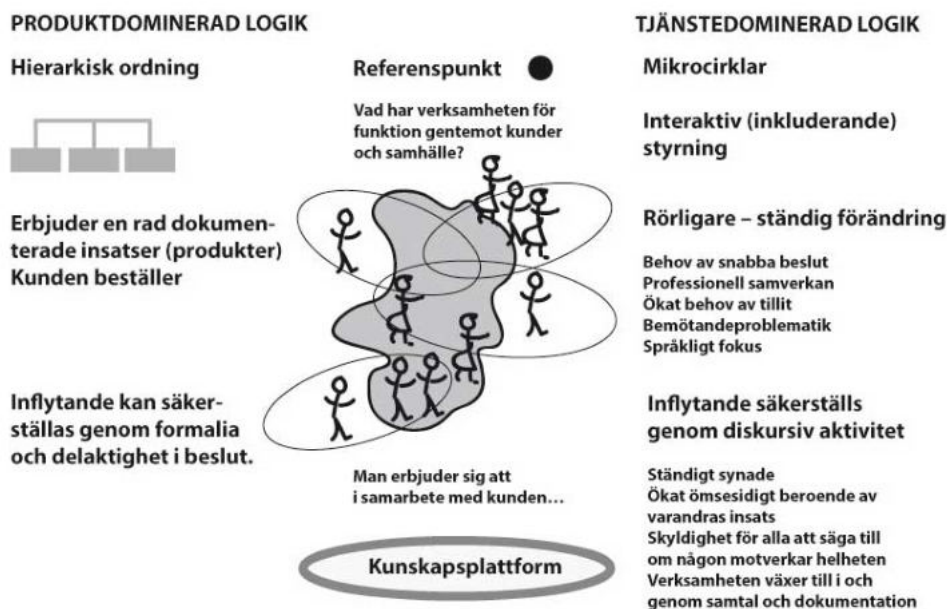 PRODUKTDOMINERAD LOGIK
Hierarkisk ordning
Erbjuder en rad dokumen-
terade insatser (produkter)
Kunden beställer
Inflytande kan säker-
ställas genom formalia
och delaktighet i beslut.
Referenspunkt
Vad har verksamheten för
funktion gentemot kunder
och samhälle?
Man erbjuder sig att
i samarbete med kunden…
Kunskapsplattform
TJÄNSTEDOMINERAD LOGIK
Mikrocirklar
Interaktiv (inkluderande)
styrning
Rörligare – ständig förändring
Behov av snabba beslut
Professionell samverkan
Ökat behov av tillit
Bemötandeproblematik
Språkligt fokus
Inflytande säkerställs
genom diskursiv aktivitet
Ständigt synade
Ökat ömsesidigt beroende av
varandras insats
Skyldighet för alla att säga till
om någon motverkar helheten
Verksamheten växer till i och
genom samtal och dokumentation